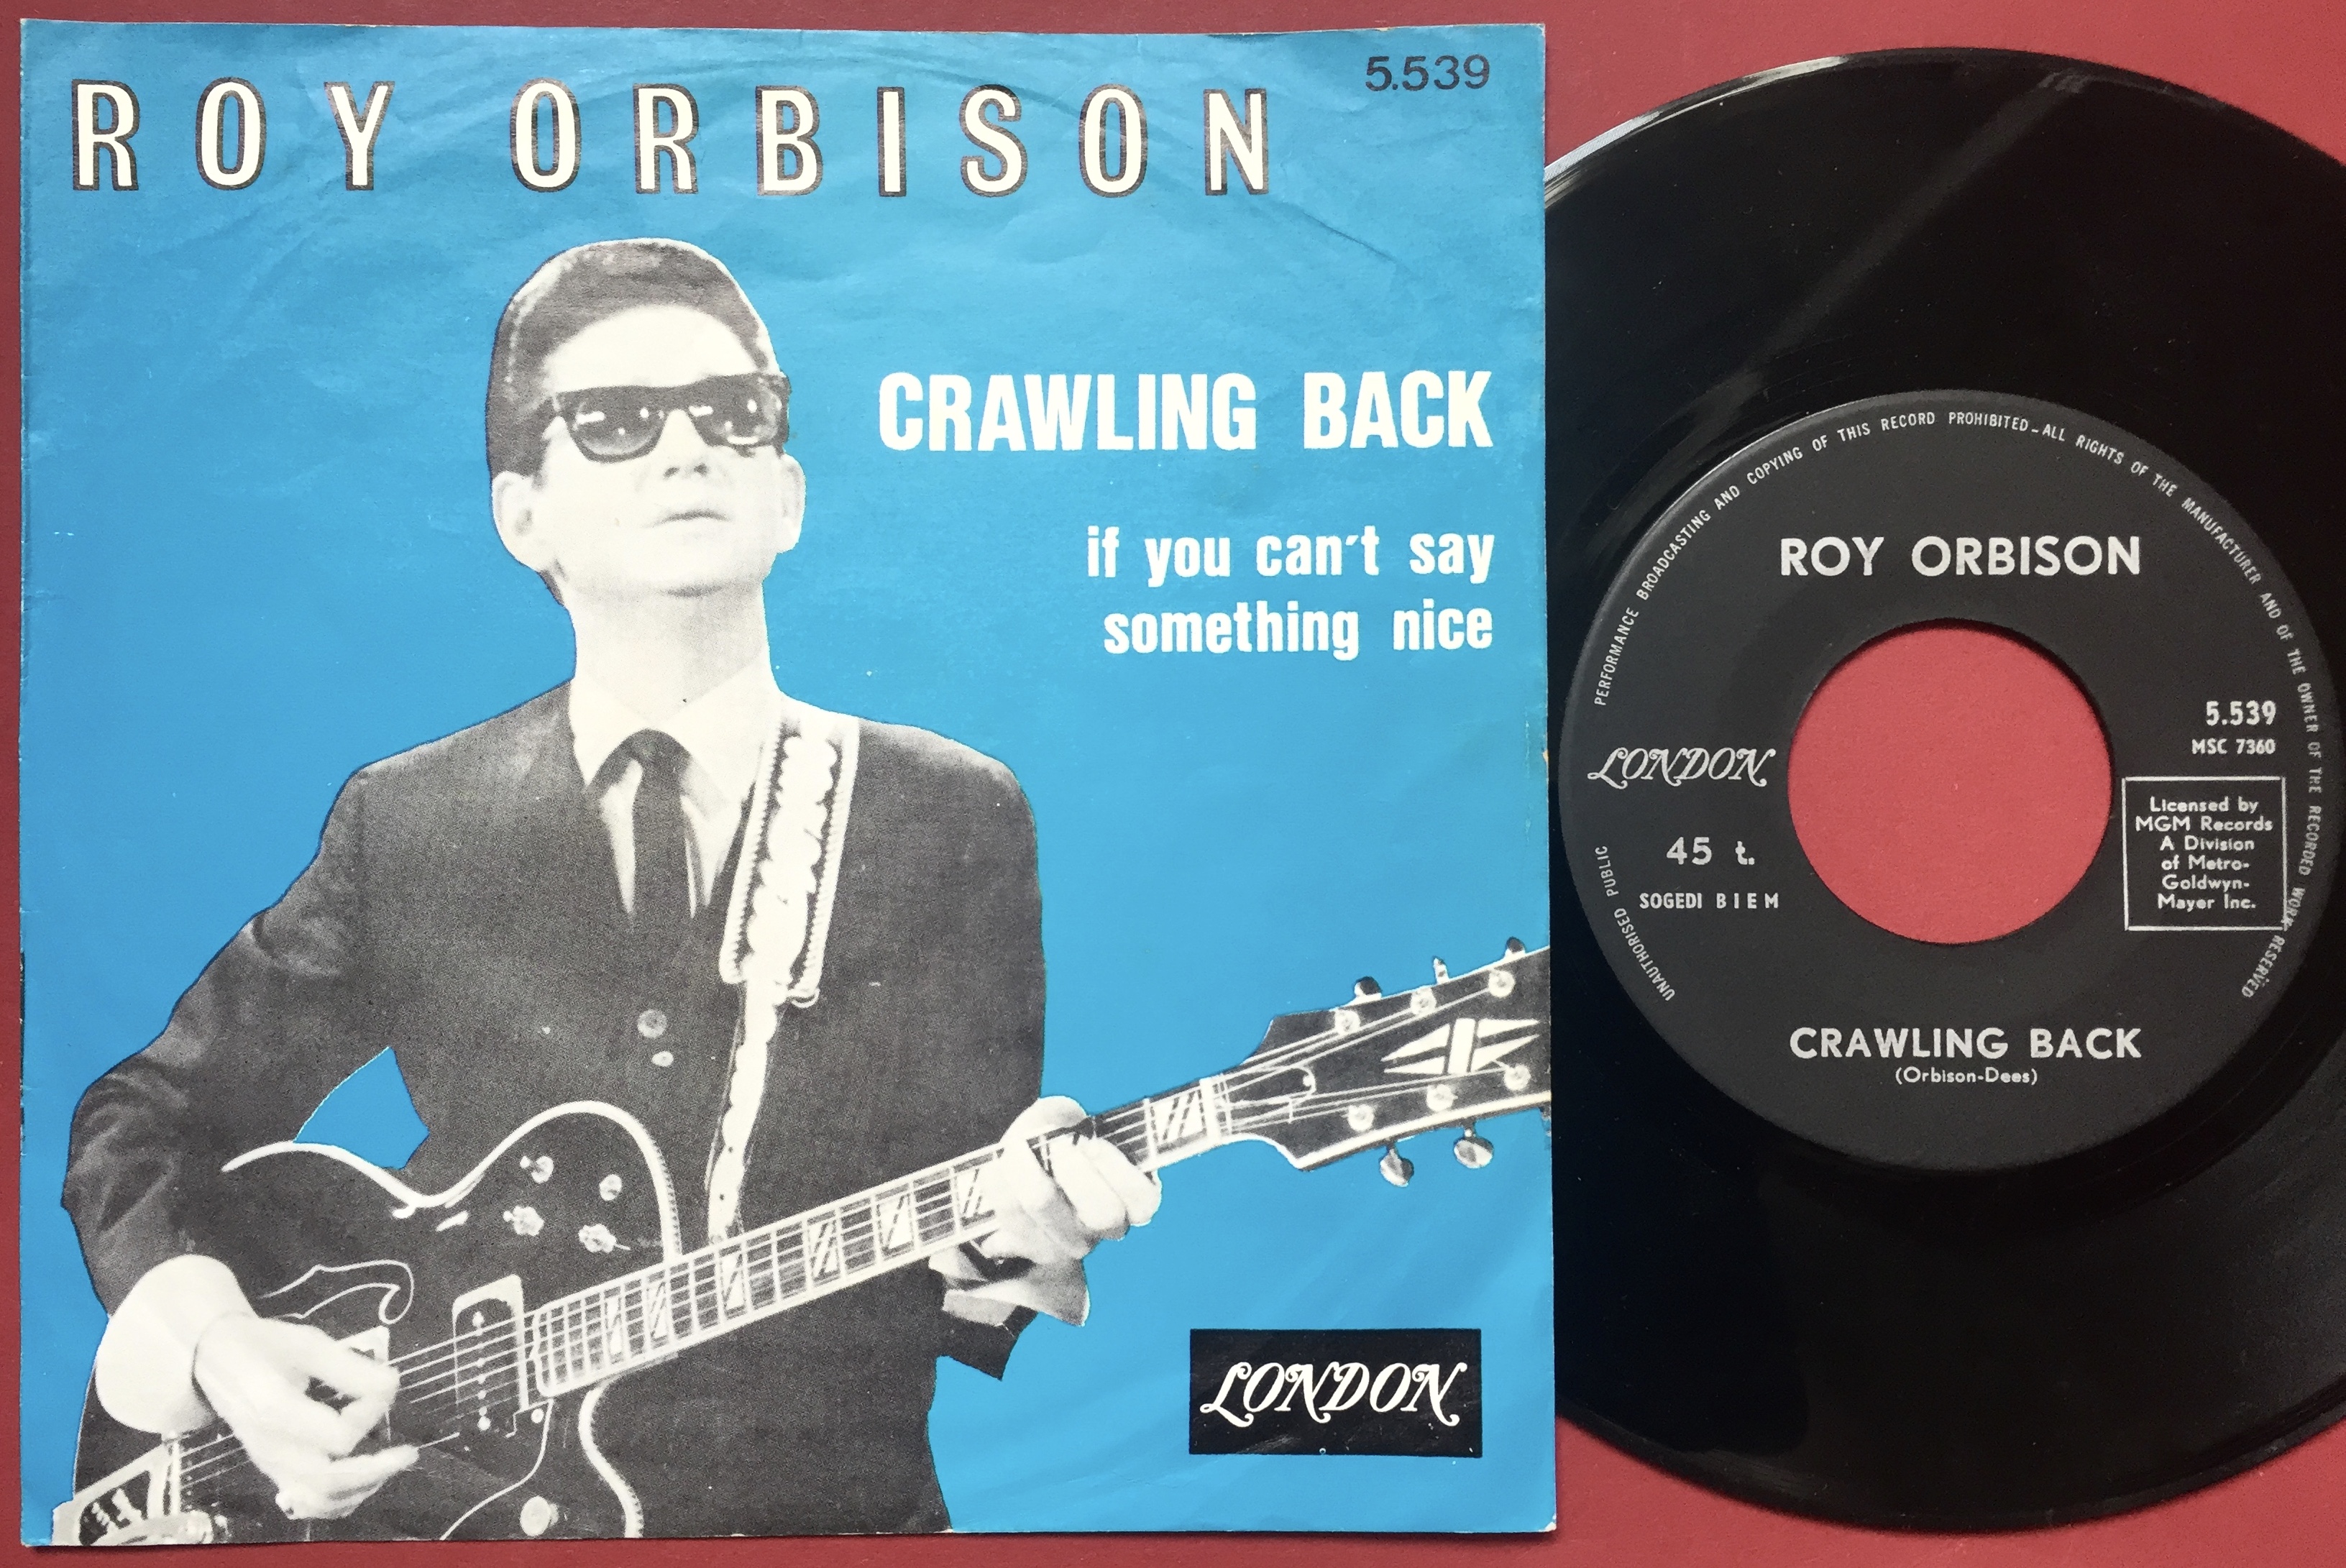 5.539
ROY ORBISON
CRAWLING BACK
if you can't say
something nice
LONDON
UNAUTHORISED PUBLIC PERFORMANCE BROADCASTING AND COPYING OF THIS RECORD PROHIBITED_ALL RIGHTS OF THE MANUFACTURER AND OF THE OWNER OF THE RECORDED WORK RESERVED
ROY ORBISON
5.539
MSC 7360
LONDON
45 t.
SOGEDI BIEM
Licensed by
MGM Records
A Division
of Metro-
Goldwyn-
Mayer Inc.
CRAWLING BACK
(Orbison-Dees)